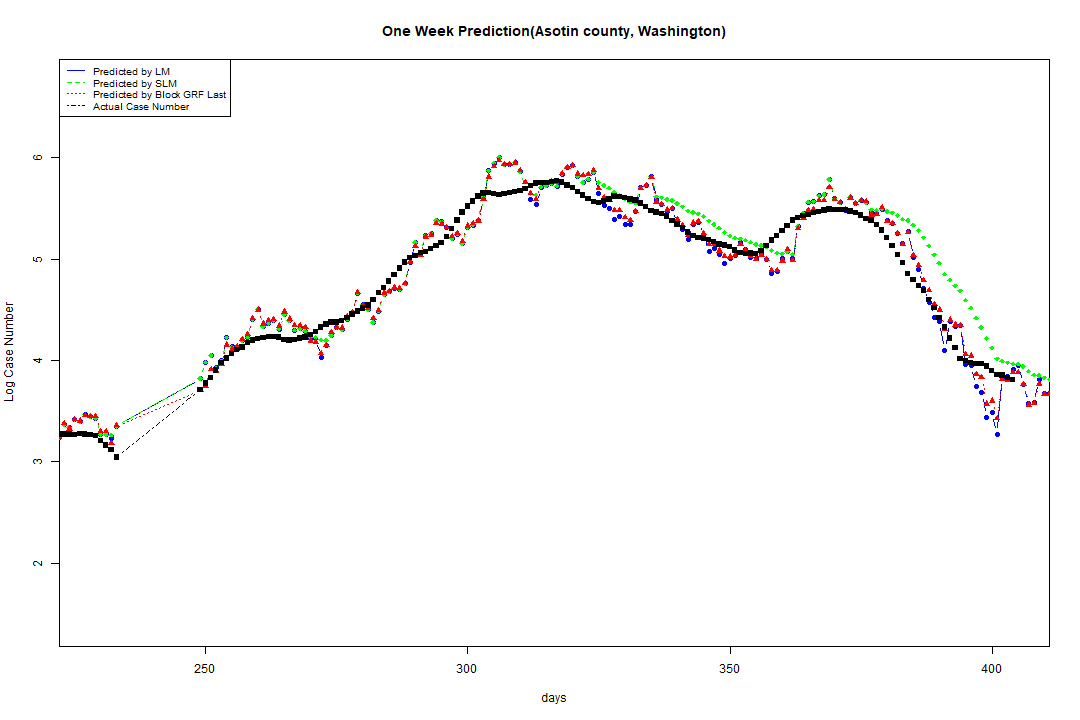 One Week Prediction(Asotin county, Washington)
Predicted by LM
Predicted by SLM
Predicted by Block GRF Last
Actual Case Number
6
5
4
3
2
Log Case Number
250 300 350 400
days